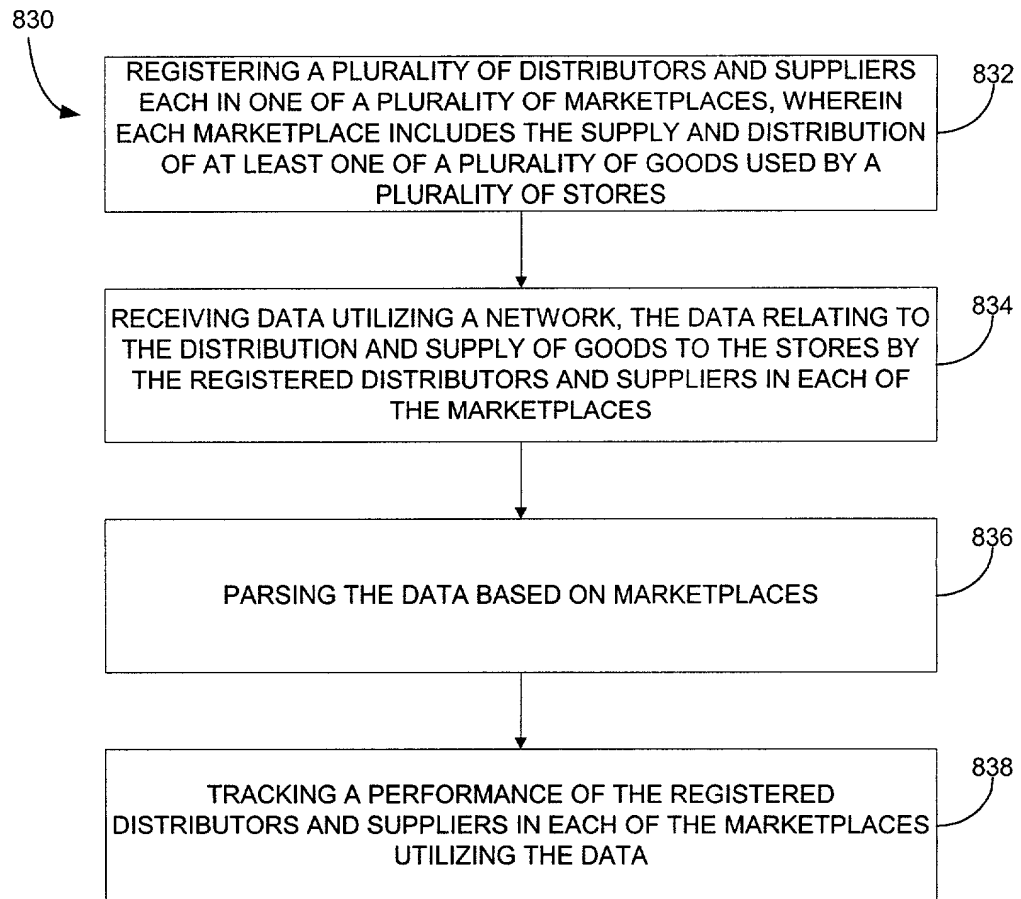 830
REGISTERING A PLURALITY OF DISTRIBUTORS AND SUPPLIERS
EACH IN ONE OF A PLURALITY OF MARKETPLACES, WHEREIN
EACH MARKETPLACE INCLUDES THE SUPPLY AND DISTRIBUTION
OF AT LEAST ONE OF A PLURALITY OF GOODS USED BY A
PLURALITY OF STORES
832
RECEIVING DATA UTILIZING A NETWORK, THE DATA RELATING TO
THE DISTRIBUTION AND SUPPLY OF GOODS TO THE STORES BY
THE REGISTERED DISTRIBUTORS AND SUPPLIERS IN EACH OF
THE MARKETPLACES
834
PARSING THE DATA BASED ON MARKETPLACES
836
TRACKING A PERFORMANCE OF THE REGISTERED
DISTRIBUTORS AND SUPPLIERS IN EACH OF THE MARKETPLACES
UTILIZING THE DATA
838